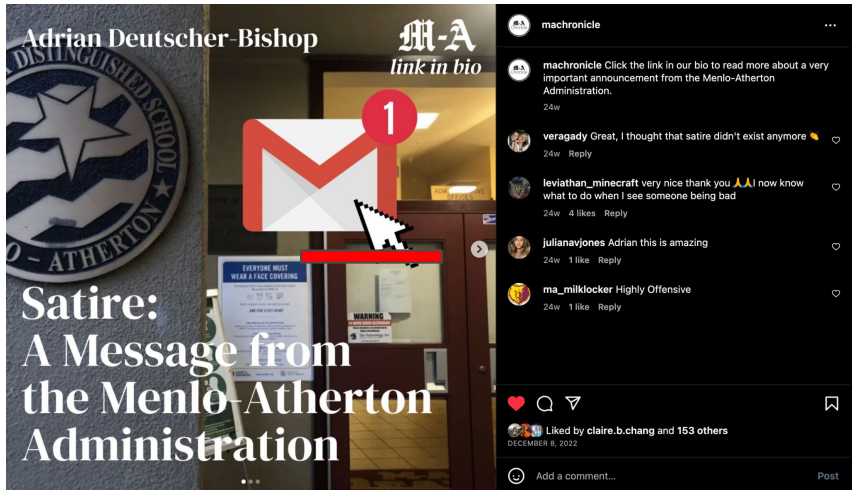 Adrian Deutscher-Bishop
M-A
link in bio
DISTINGUISHED SCHOOL
O - ATHERTON
1
EVERYONE MUST
WEAR A FACE COVERING
WARNING
Satire:
A Message from
the Menlo-Atherton
Administration
machronicle
machronicle Click the link in our bio to read more about a very
important announcement from the Menlo-Atherton
Administration.
24w
veragady Great, I thought that satire didn't exist anymore 👏
24w Reply
leviathan_minecraft very nice thank you 🙏🙏I now know
what to do when I see someone being bad
24w 4 likes Reply
julianavjones Adrian this is amazing
24w 1 like Reply
ma_milklocker Highly Offensive
24w 1 like Reply
Liked by claire.b.chang and 153 others
DECEMBER 8, 2022
Add a comment...
Post